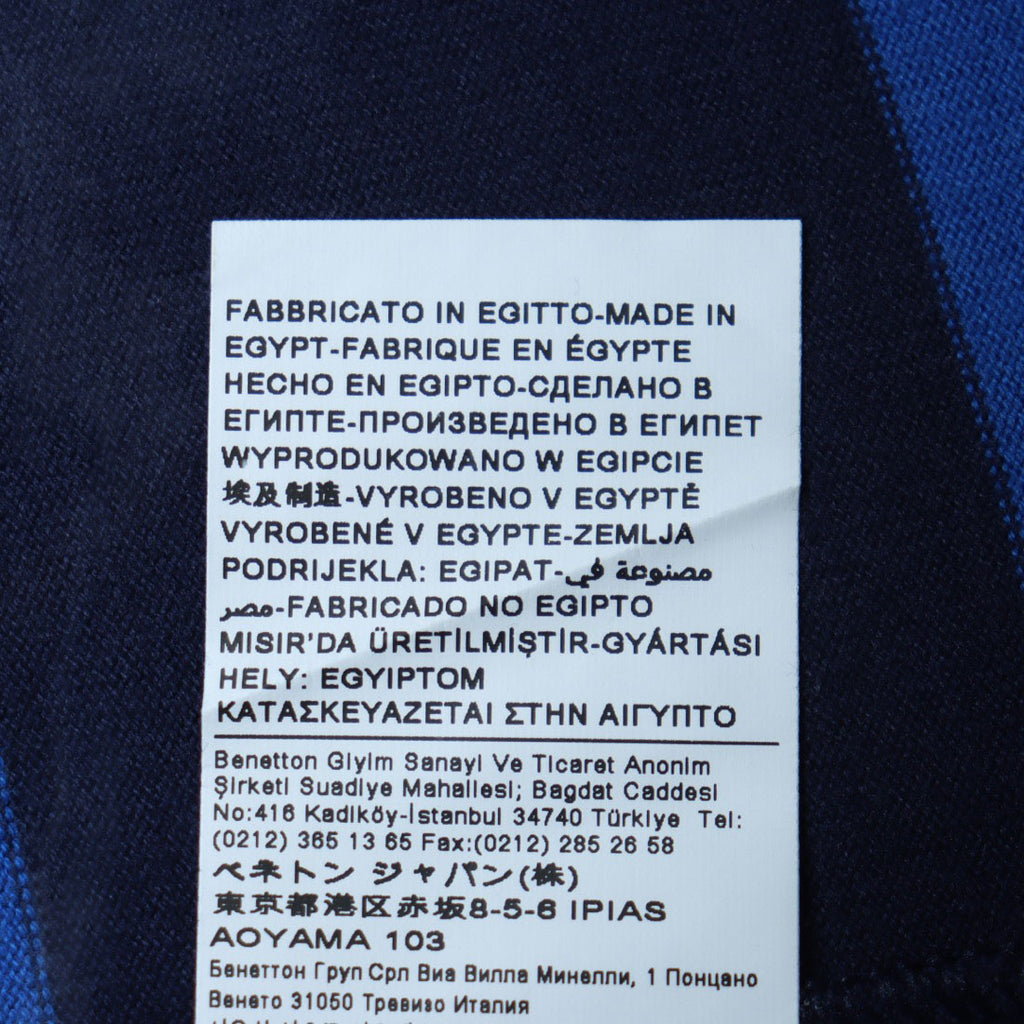 FABBRICATO IN EGITTO-MADE IN
EGYPT-FABRIQUE EN ÉGYPTE
HECHO EN EGIPTO-СДЕЛАНО В
ЕГИПТЕ-ПРОИЗВЕДЕНО В ЕГИПЕТ
WYPRODUKOWANO W EGIPCIE
埃及制造-VYROBENO V EGYPTĚ
VYROBENÉ V EGYPTE-ZEMLJA
PODRIJEKLA: EGIPAT-مصنوعة في
مصر-FABRICADO NO EGIPTO
MISIR'DA ÜRETİLMİŞTİR-GYÁRTÁSI
HELY: EGYIPTOM
ΚΑΤΑΣΚΕΥΑΖΕΤΑΙ ΣΤΗΝ ΑΙΓΥΠΤΟ
Benetton Giyim Sanayi Ve Ticaret Anonim
Şirketi Suadiye Mahallesi; Bagdat Caddesi
No:416 Kadiköy-İstanbul 34740 Türkiye Tel:
(0212) 365 13 65 Fax:(0212) 285 26 58
ベネトン ジャパン(株)
東京都港区赤坂8-5-6 IPIAS
AOYAMA 103
Бенеттон Груп Срл Виа Вилла Минелли, 1 Понцано
Венето 31050 Тревизо Италия